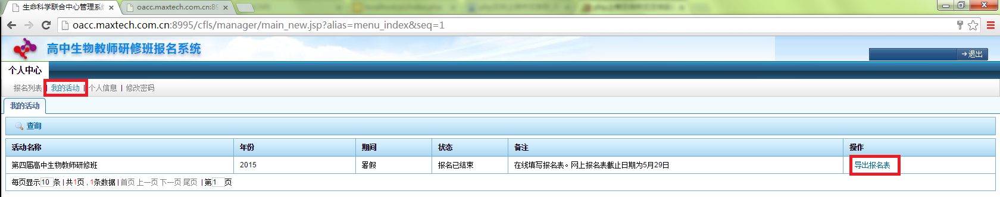 生命科学联合中心管理系统
oacc.maxtech.com.cn:89
oacc.maxtech.com.cn:8995/cfls/manager/main_new.jsp?alias=menu_index&seq=1
高中生物教师研修班报名系统
退出
个人中心
报名列表 | 我的活动 | 个人信息 | 修改密码
我的活动
查询
活动名称 年份 期间 状态 备注 操作
第四届高中生物教师研修班 2015 暑假 报名已结束 在线填写报名表。网上报名表截止日期为5月29日 导出报名表
每页显示10条 | 共1页，1条数据 | 首页 上一页 下一页 尾页 | 第1页